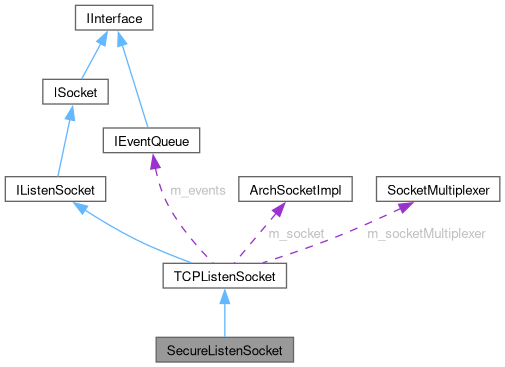 IInterface
ISocket
IEventQueue
IListenSocket
m_events
ArchSocketImpl
SocketMultiplexer
m_socket
m_socketMultiplexer
TCPListenSocket
SecureListenSocket